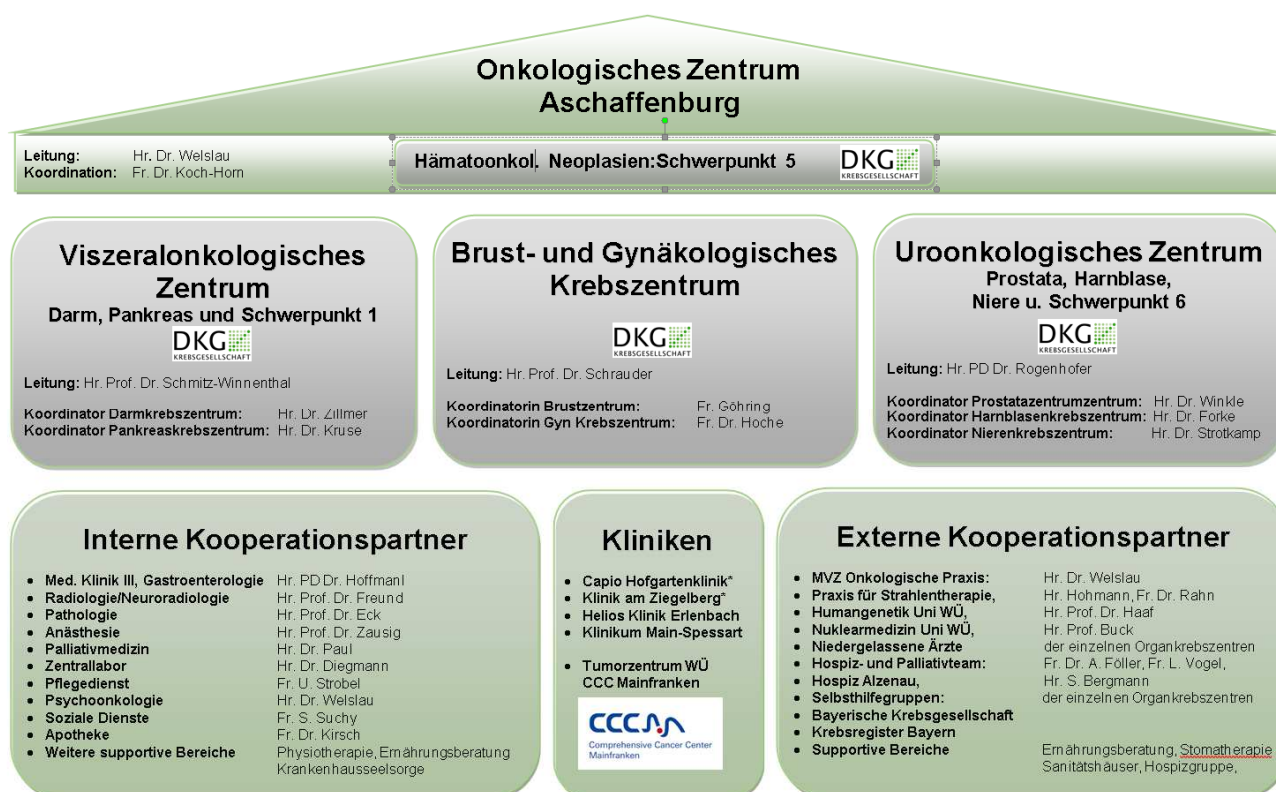 Onkologisches Zentrum
Aschaffenburg
Leitung: Hr. Dr. Welslau
Koordination: Fr. Dr. Koch-Horn
Hämatoonkol. Neoplasien:Schwerpunkt 5
DKG
KREBSGESELLSCHAFT
Viszeralonkologisches
Zentrum
Darm, Pankreas und Schwerpunkt 1
DKG
KREBSGESELLSCHAFT
Leitung: Hr. Prof. Dr. Schmitz-Winnenthal
Koordinator Darmkrebszentrum: Hr. Dr. Zillmer
Koordinator Pankreaskrebszentrum: Hr. Dr. Kruse
Brust- und Gynäkologisches
Krebszentrum
DKG
KREBSGESELLSCHAFT
Leitung: Hr. Prof. Dr. Schrauder
Koordinatorin Brustzentrum: Fr. Göhring
Koordinatorin Gyn Krebszentrum: Fr. Dr. Hoche
Uroonkologisches Zentrum
Prostata, Harnblase,
Niere u. Schwerpunkt 6
DKG
KREBSGESELLSCHAFT
Leitung: Hr. PD Dr. Rogenhofer
Koordinator Prostatazentrumzentrum: Hr. Dr. Winkle
Koordinator Harnblasenkrebszentrum: Hr. Dr. Forke
Koordinator Nierenkrebszentrum: Hr. Dr. Strotkamp
Interne Kooperationspartner
• Med. Klinik III, Gastroenterologie Hr. PD Dr. Hoffmanl
• Radiologie/Neuroradiologie Hr. Prof. Dr. Freund
• Pathologie Hr. Prof. Dr. Eck
• Anästhesie Hr. Prof. Dr. Zausig
• Palliativmedizin Hr. Dr. Paul
• Zentrallabor Hr. Dr. Diegmann
• Pflegedienst Fr. U. Strobel
• Psychoonkologie Hr. Dr. Welslau
• Soziale Dienste Fr. S. Suchy
• Apotheke Fr. Dr. Kirsch
• Weitere supportive Bereiche Physiotherapie, Ernährungsberatung
Krankenhausseelsorge
Kliniken
• Capio Hofgartenklinik*
• Klinik am Ziegelberg*
• Helios Klinik Erlenbach
• Klinikum Main-Spessart
• Tumorzentrum WÜ
CCC Mainfranken
CCC
Comprehensive Cancer Center
Mainfranken
Externe Kooperationspartner
• MVZ Onkologische Praxis: Hr. Dr. Welslau
• Praxis für Strahlentherapie, Hr. Hohmann, Fr. Dr. Rahn
• Humangenetik Uni WÜ, Hr. Prof. Dr. Haaf
• Nuklearmedizin Uni WÜ, Hr. Prof. Buck
• Niedergelassene Ärzte der einzelnen Organkrebszentren
• Hospiz- und Palliativteam: Fr. Dr. A. Föller, Fr. L. Vogel,
• Hospiz Alzenau, Hr. S. Bergmann
• Selbsthilfegruppen: der einzelnen Organkrebszentren
• Bayerische Krebsgesellschaft
• Krebsregister Bayern
• Supportive Bereiche Ernährungsberatung, Stomatherapie
Sanitätshäuser, Hospizgruppe,